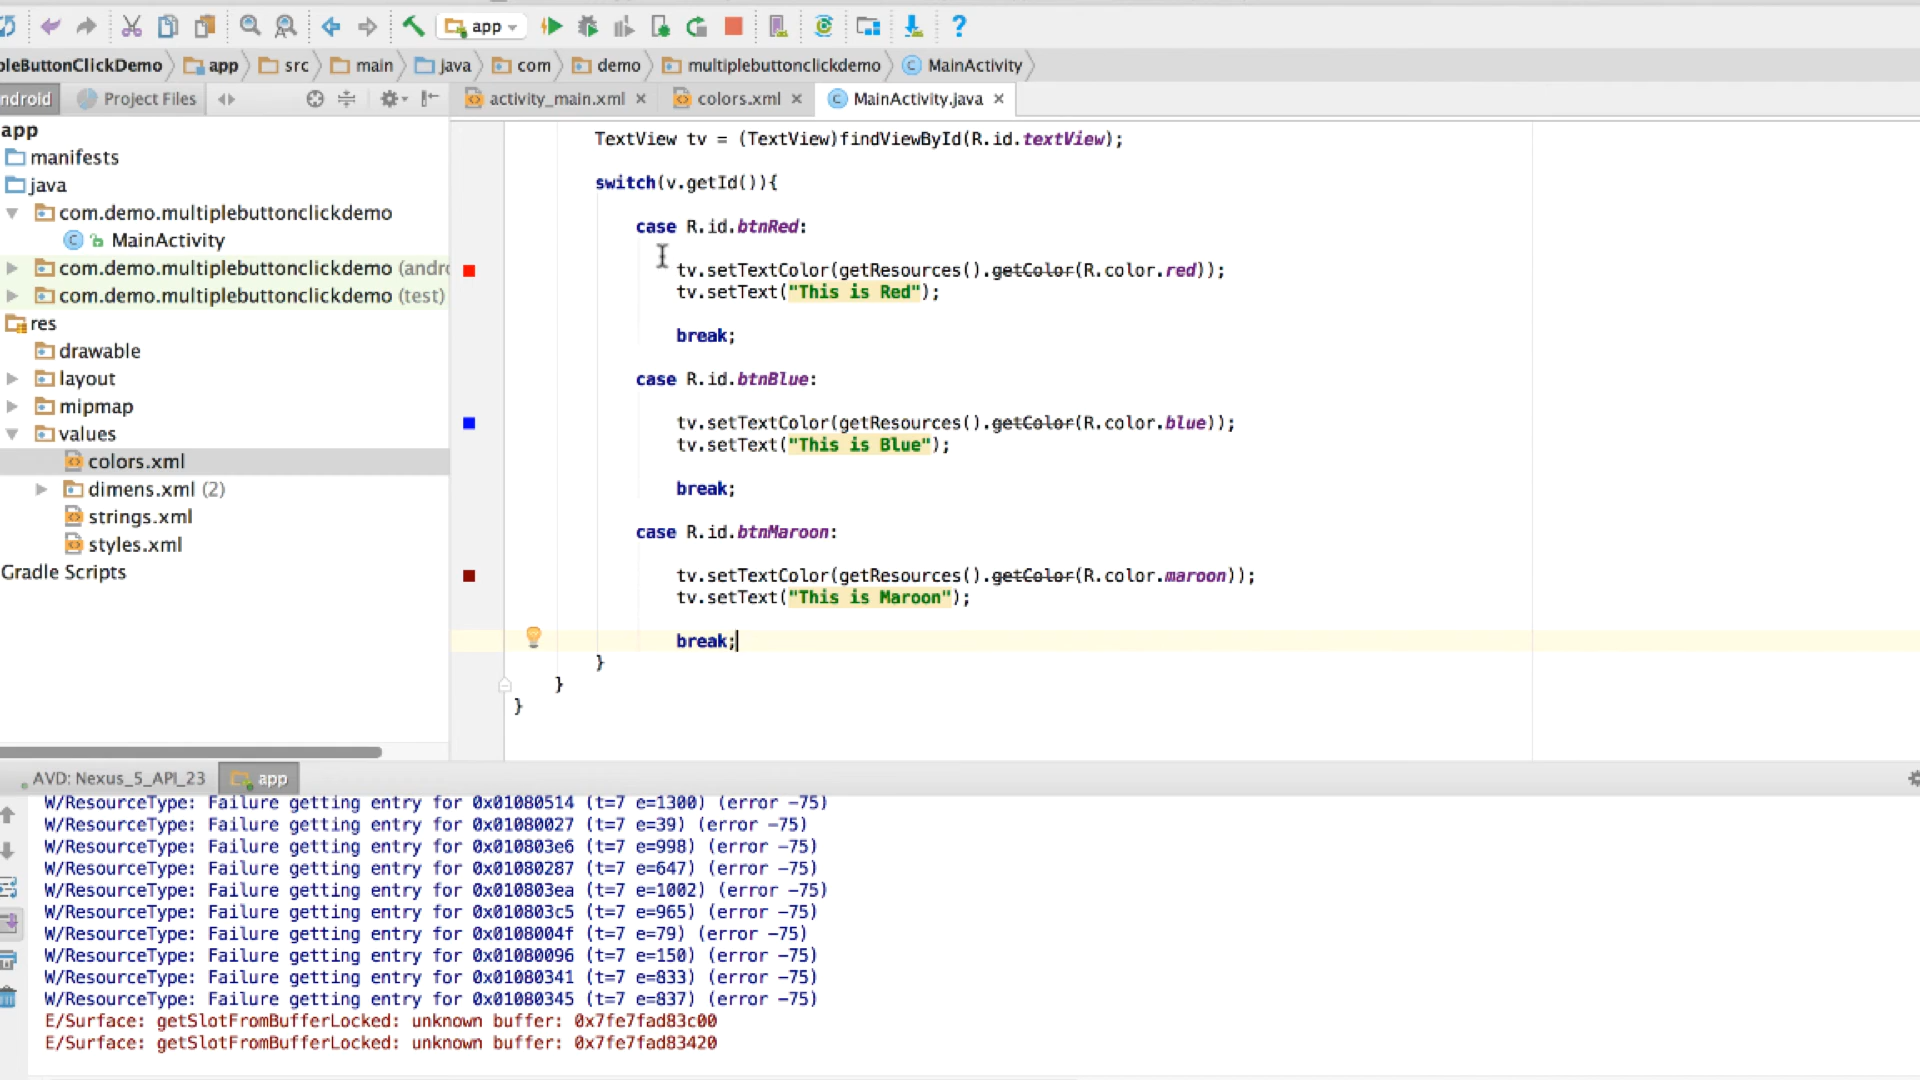 app
?
pleButtonClickDemo app src main java com demo multiplebuttonclickdemo MainActivity
ndroid Project Files activity_main.xml colors.xml MainActivity.java
app
manifests
java
com.demo.multiplebuttonclickdemo
MainActivity
com.demo.multiplebuttonclickdemo (andro
com.demo.multiplebuttonclickdemo (test)
res
drawable
layout
mipmap
values
colors.xml
dimens.xml (2)
strings.xml
styles.xml
Gradle Scripts
TextView tv = (TextView)findViewById(R.id.textView);
switch(v.getId()){
case R.id.btnRed:
tv.setTextColor(getResources().getColor(R.color.red));
tv.setText("This is Red");
break;
case R.id.btnBlue:
tv.setTextColor(getResources().getColor(R.color.blue));
tv.setText("This is Blue");
break;
case R.id.btnMaroon:
tv.setTextColor(getResources().getColor(R.color.maroon));
tv.setText("This is Maroon");
break;
}
}
}
AVD: Nexus_5_API_23 app
W/ResourceType: Failure getting entry for 0x01080514 (t=7 e=1300) (error -75)
W/ResourceType: Failure getting entry for 0x01080027 (t=7 e=39) (error -75)
W/ResourceType: Failure getting entry for 0x010803e6 (t=7 e=998) (error -75)
W/ResourceType: Failure getting entry for 0x01080287 (t=7 e=647) (error -75)
W/ResourceType: Failure getting entry for 0x010803ea (t=7 e=1002) (error -75)
W/ResourceType: Failure getting entry for 0x010803c5 (t=7 e=965) (error -75)
W/ResourceType: Failure getting entry for 0x0108004f (t=7 e=79) (error -75)
W/ResourceType: Failure getting entry for 0x01080096 (t=7 e=150) (error -75)
W/ResourceType: Failure getting entry for 0x01080341 (t=7 e=833) (error -75)
W/ResourceType: Failure getting entry for 0x01080345 (t=7 e=837) (error -75)
E/Surface: getSlotFromBufferLocked: unknown buffer: 0x7fe7fad83c00
E/Surface: getSlotFromBufferLocked: unknown buffer: 0x7fe7fad83420